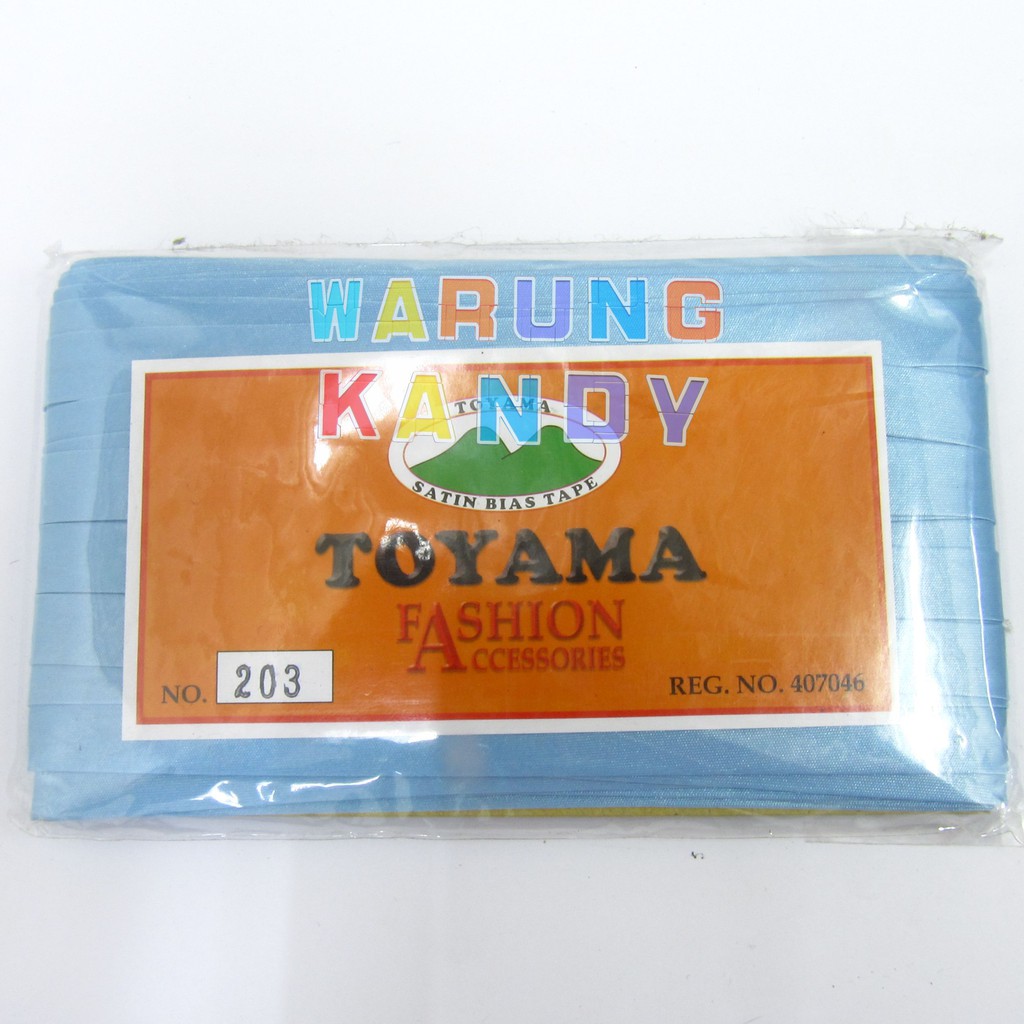 WARUNG
KANDY
TOYAMA
SATIN BIAS TAPE
TOYAMA
FASHION
ACCESSORIES
NO. 203
REG. NO. 407046